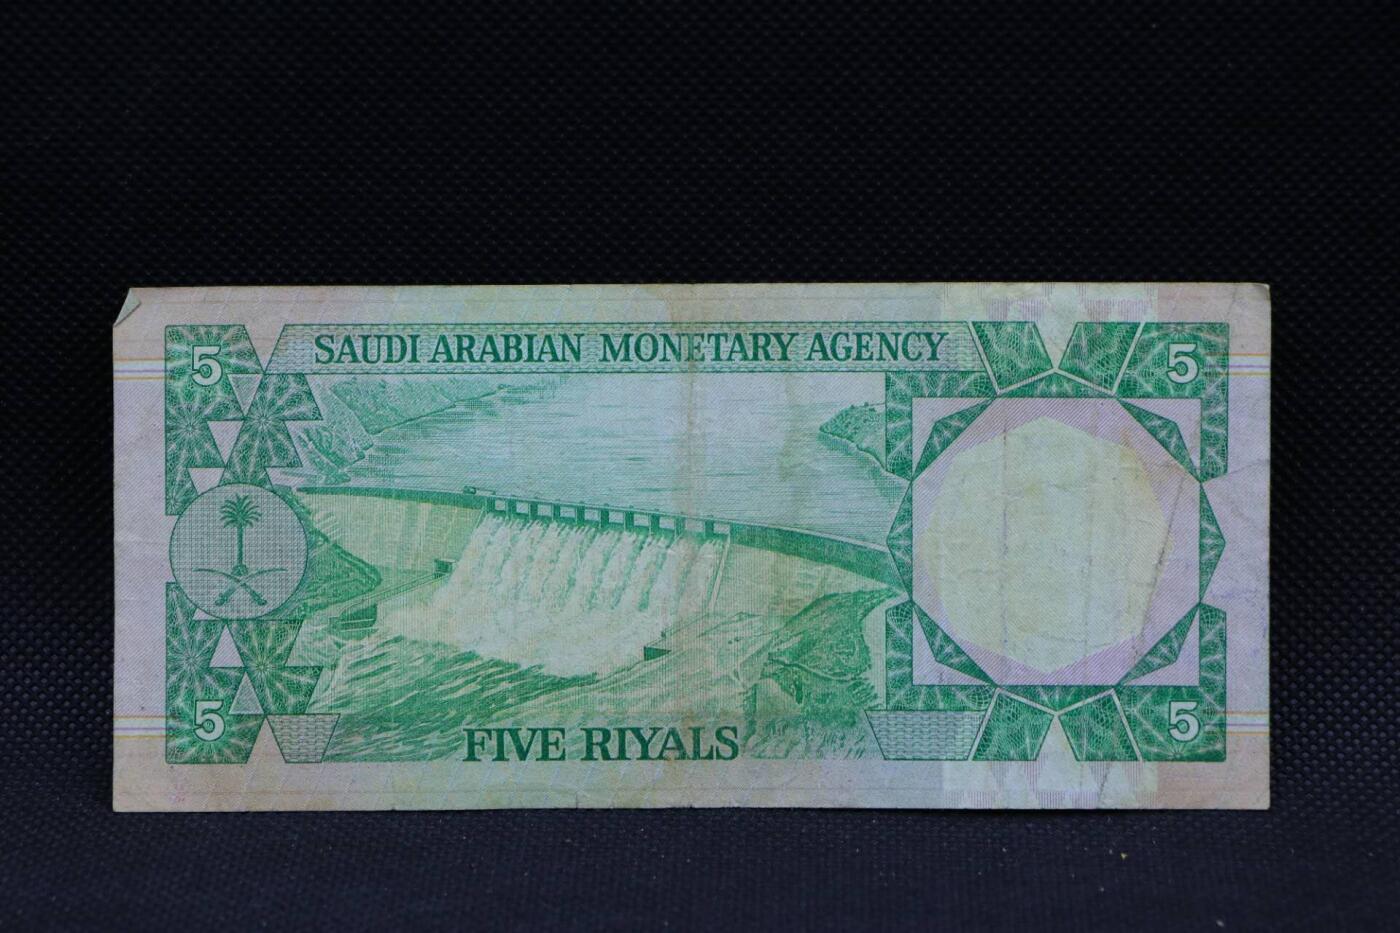 5 SAUDI ARABIAN MONETARY AGENCY 5
5 FIVE RIYALS 5